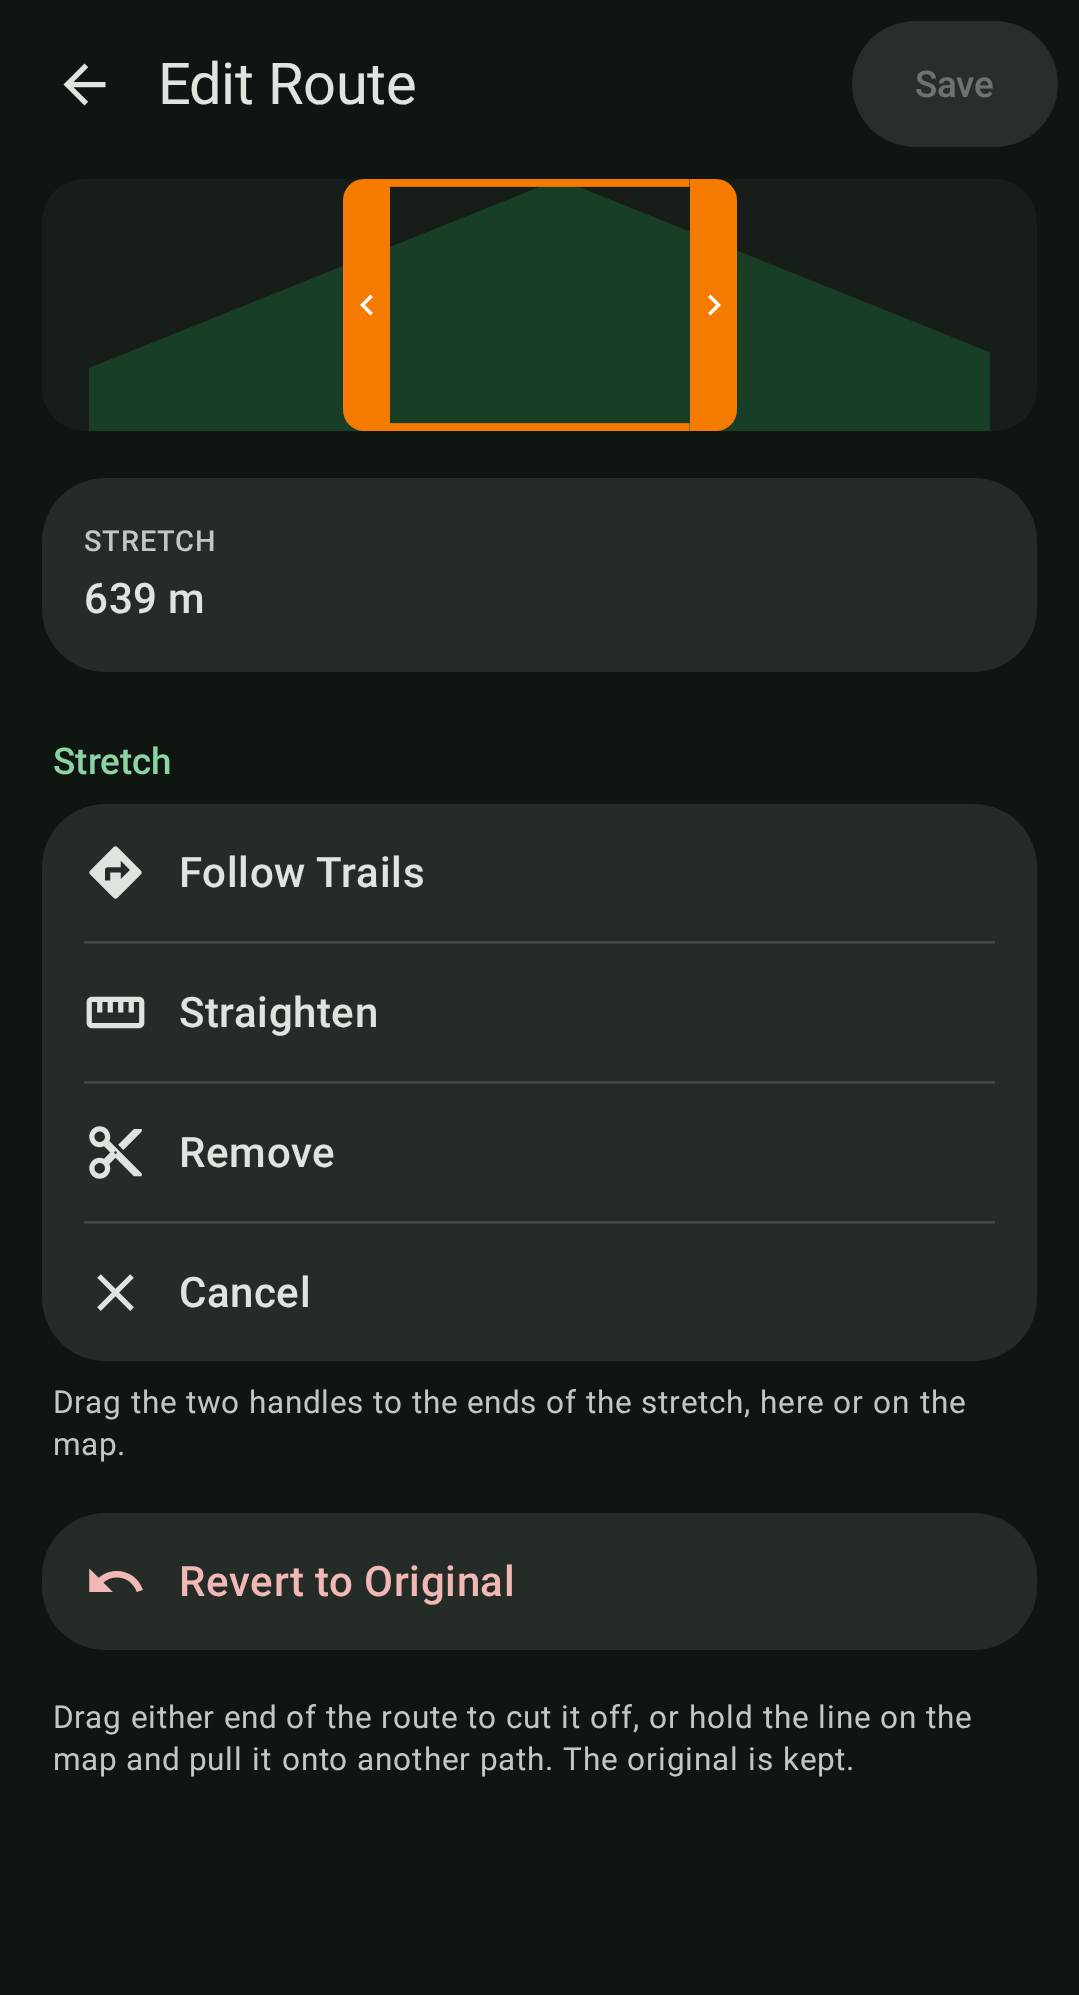 Edit Route
Save
STRETCH
639 m
Stretch
Follow Trails
Straighten
Remove
Cancel
Drag the two handles to the ends of the stretch, here or on the
map.
Revert to Original
Drag either end of the route to cut it off, or hold the line on the
map and pull it onto another path. The original is kept.